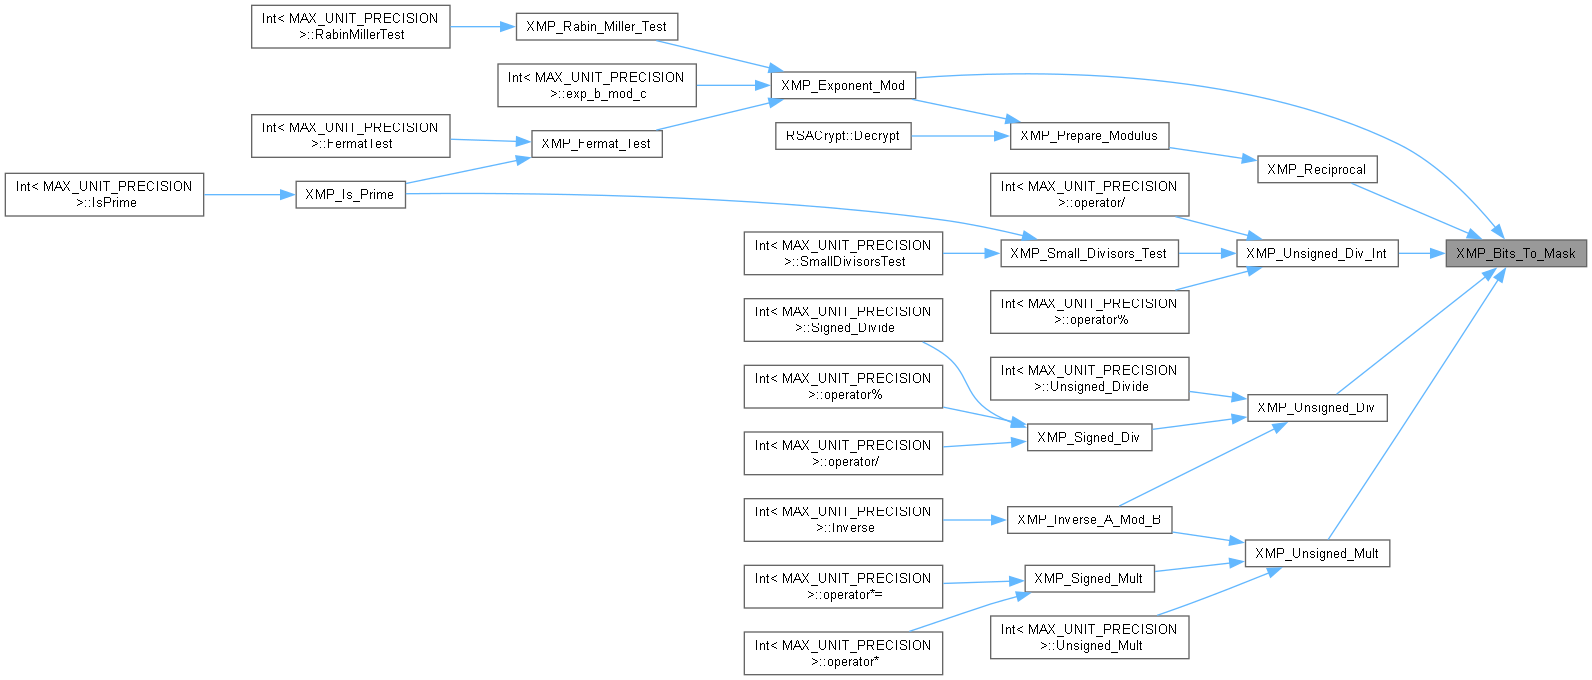 Int< MAX_UNIT_PRECISION
>::RabinMillerTest
XMP_Rabin_Miller_Test
Int< MAX_UNIT_PRECISION
>::exp_b_mod_c
XMP_Exponent_Mod
Int< MAX_UNIT_PRECISION
>::FermatTest
XMP_Fermat_Test
RSACrypt::Decrypt
XMP_Prepare_Modulus
XMP_Reciprocal
Int< MAX_UNIT_PRECISION
>::IsPrime
XMP_Is_Prime
Int< MAX_UNIT_PRECISION
>::operator/
Int< MAX_UNIT_PRECISION
>::SmallDivisorsTest
XMP_Small_Divisors_Test
XMP_Unsigned_Div_Int
XMP_Bits_To_Mask
Int< MAX_UNIT_PRECISION
>::operator%
Int< MAX_UNIT_PRECISION
>::Signed_Divide
Int< MAX_UNIT_PRECISION
>::Unsigned_Divide
Int< MAX_UNIT_PRECISION
>::operator%
XMP_Unsigned_Div
XMP_Signed_Div
Int< MAX_UNIT_PRECISION
>::operator/
Int< MAX_UNIT_PRECISION
>::Inverse
XMP_Inverse_A_Mod_B
XMP_Unsigned_Mult
Int< MAX_UNIT_PRECISION
>::operator*=
XMP_Signed_Mult
Int< MAX_UNIT_PRECISION
>::Unsigned_Mult
Int< MAX_UNIT_PRECISION
>::operator*